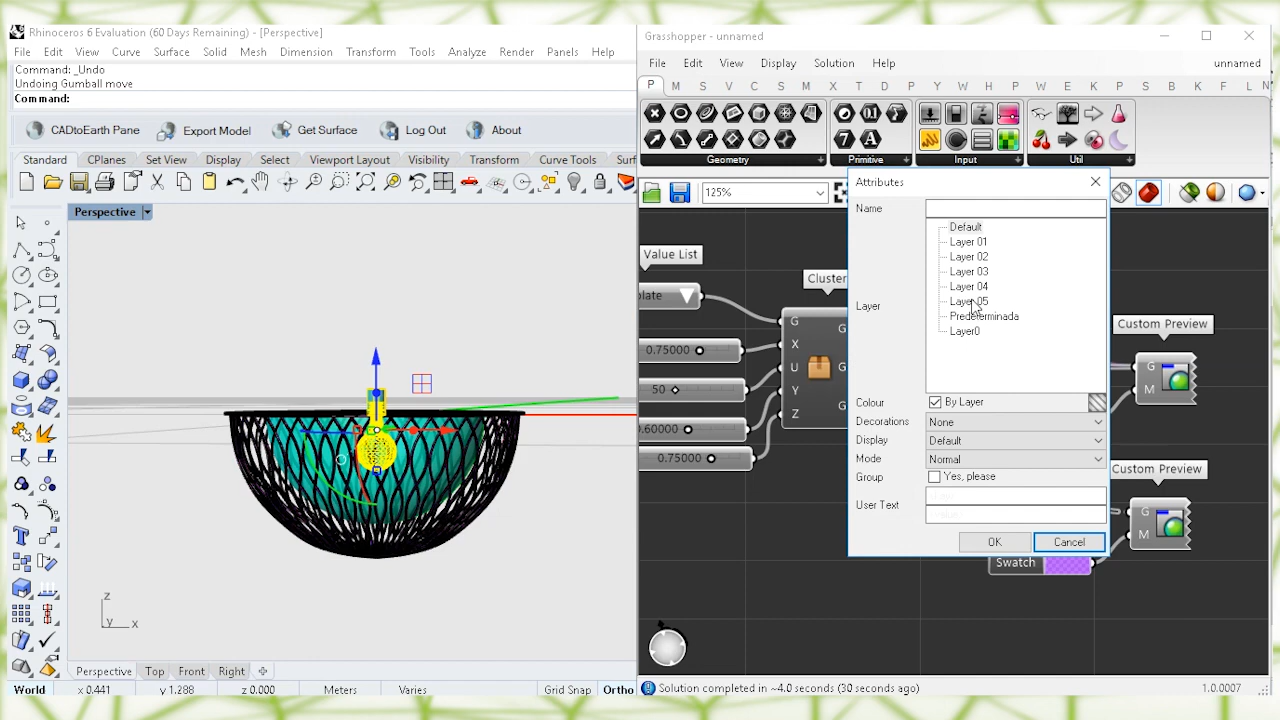 Rhinoceros 6 Evaluation (60 Days Remaining) - [Perspective]
File Edit View Curve Surface Solid Mesh Dimension Transform Tools Analyze Render Panels Help
Command: _Undo
Undoing Gumball move
Command:
CADtoEarth Pane Export Model Get Surface Log Out About
Standard CPlanes Set View Display Select Viewport Layout Visibility Transform Curve Tools Surf
Perspective
z
y x
Perspective Top Front Right
World x 0.441 y 1.288 z 0.000 Meters Varies Grid Snap Ortho
Grasshopper - unnamed
File Edit View Display Solution Help unnamed
P M S V C S M X T D Y W H P W L E K F P S B K F L N
Geometry Primitive Input Util
125%
Value List
plate
Cluster
0.75000
50
0.60000
0.75000
G G
X
U G
Y
Z G
Attributes
Name
Default
Layer 01
Layer 02
Layer 03
Layer 04
Layer 05
Predeterminada
Layer0
Layer
Colour By Layer
Decorations None
Display Default
Mode Normal
Group Yes, please
User Text
OK Cancel
Custom Preview
G
M
Custom Preview
G
M
Swatch
Solution completed in ~4.0 seconds (30 seconds ago) 1.0.0007